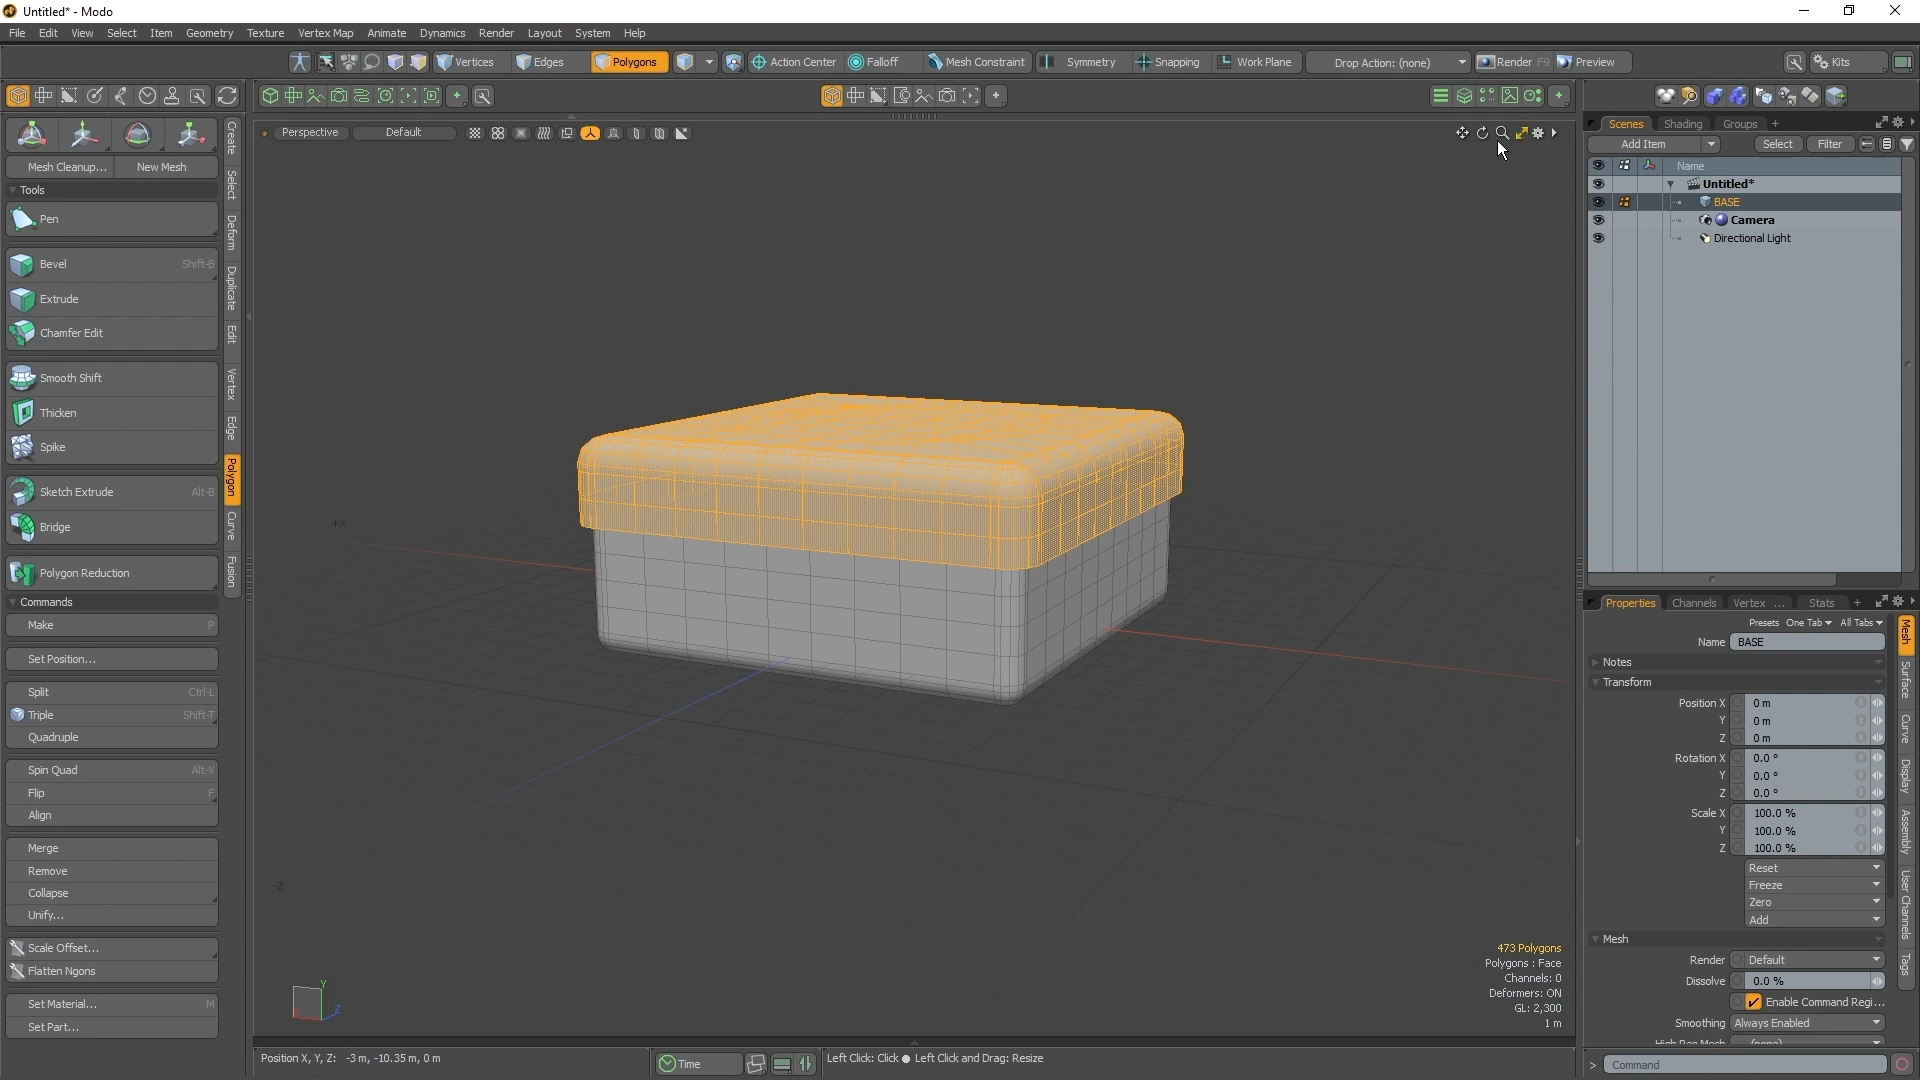 Untitled* - Modo
File Edit View Select Item Geometry Texture Vertex Map Animate Dynamics Render Layout System Help
Vertices Edges Polygons Action Center Falloff Mesh Constraint Symmetry Snapping Work Plane Drop Action: (none) Render F9 Preview Kits
Mesh Cleanup... New Mesh
Tools
Pen
Bevel Shift-B
Extrude
Chamfer Edit
Smooth Shift
Thicken
Spike
Sketch Extrude Alt-B
Bridge
Polygon Reduction
Commands
Make P
Set Position...
Split Ctrl-L
Triple Shift-T
Quadruple
Spin Quad Alt-V
Flip F
Align
Merge
Remove
Collapse
Unify...
Scale Offset...
Flatten Ngons
Set Material... M
Set Part...
Create
Select
Deform
Duplicate
Edit
Vertex
Edge
Polygon
Curve
Fusion
Perspective Default
+X
-Z
Y
Z
473 Polygons
Polygons : Face
Channels: 0
Deformers: ON
GL: 2,300
1 m
Position X, Y, Z: -3 m, -10.35 m, 0 m
Time
Left Click: Click ● Left Click and Drag: Resize
Scenes Shading Groups +
Add Item Select Filter
Name
Untitled*
BASE
Camera
Directional Light
Properties Channels Vertex ... Stats +
Presets One Tab All Tabs
Name BASE
Notes
Transform
Position X 0 m
Y 0 m
Z 0 m
Rotation X 0.0 °
Y 0.0 °
Z 0.0 °
Scale X 100.0 %
Y 100.0 %
Z 100.0 %
Reset
Freeze
Zero
Add
Mesh
Render Default
Dissolve 0.0 %
Enable Command Regi...
Smoothing Always Enabled
High Res Mesh (none)
Mesh
Surface
Curve
Display
Assembly
User Channels
Tags
> Command